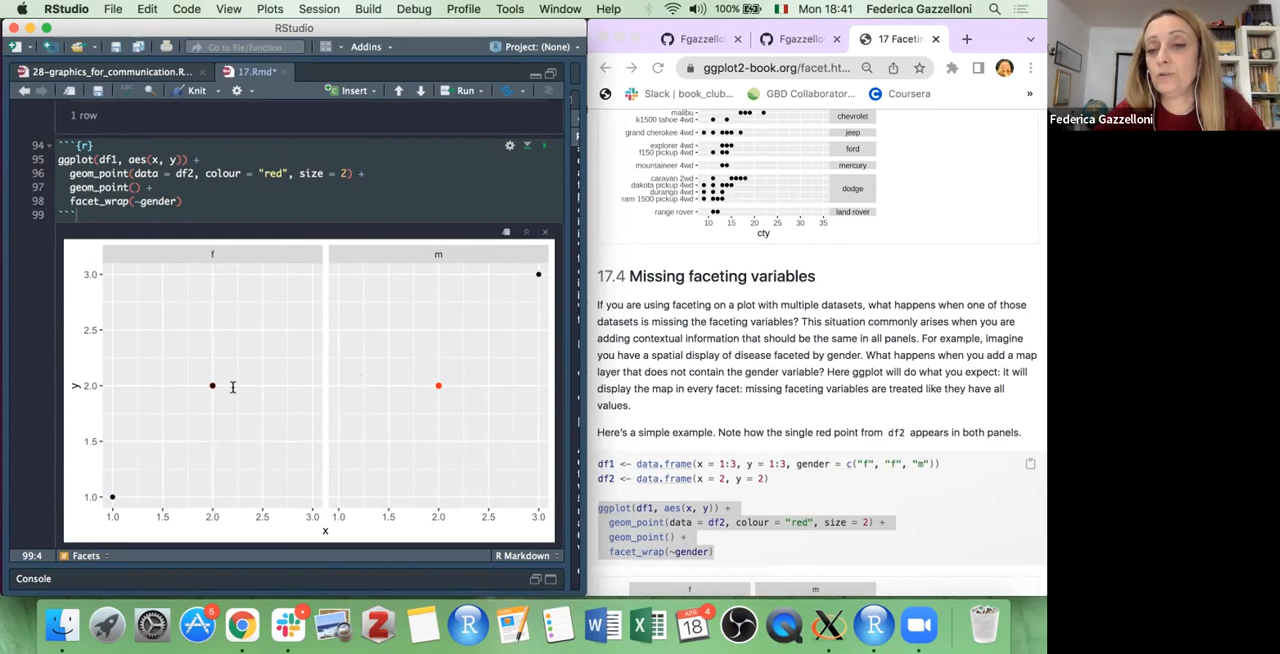 RStudio File Edit Code View Plots Session Build Debug Profile Tools Window Help 100% Mon 18:41 Federica Gazzelloni
RStudio
Go to file/function Addins Project: (None)
28-graphics_for_communication.R... 17.Rmd*
Knit Insert Run
1 row
94 ```{r}
95 ggplot(df1, aes(x, y)) +
96 geom_point(data = df2, colour = "red", size = 2) +
97 geom_point() +
98 facet_wrap(~gender)
99 ```
f m
3.0
2.5
2.0
1.5
1.0
y
1.0 1.5 2.0 2.5 3.0 1.0 1.5 2.0 2.5 3.0
x
99:4 Facets R Markdown
Console
Fgazzello Fgazzello 17 Facetin
ggplot2-book.org/facet.ht...
Slack | book_club... GBD Collaborator... Coursera »
malibu chevrolet
k1500 tahoe 4wd
grand cherokee 4wd jeep
explorer 4wd ford
f150 pickup 4wd
mountaineer 4wd mercury
caravan 2wd
dakota pickup 4wd dodge
durango 4wd
ram 1500 pickup 4wd
range rover land rover
10 15 20 25 30 35
cty
17.4 Missing faceting variables
If you are using faceting on a plot with multiple datasets, what happens when one of those
datasets is missing the faceting variables? This situation commonly arises when you are
adding contextual information that should be the same in all panels. For example, imagine
you have a spatial display of disease faceted by gender. What happens when you add a map
layer that does not contain the gender variable? Here ggplot will do what you expect: it will
display the map in every facet: missing faceting variables are treated like they have all
values.
Here's a simple example. Note how the single red point from df2 appears in both panels.
df1 <- data.frame(x = 1:3, y = 1:3, gender = c("f", "f", "m"))
df2 <- data.frame(x = 2, y = 2)
ggplot(df1, aes(x, y)) +
geom_point(data = df2, colour = "red", size = 2) +
geom_point() +
facet_wrap(~gender)
f m
Federica Gazzelloni
5
APR 4
18